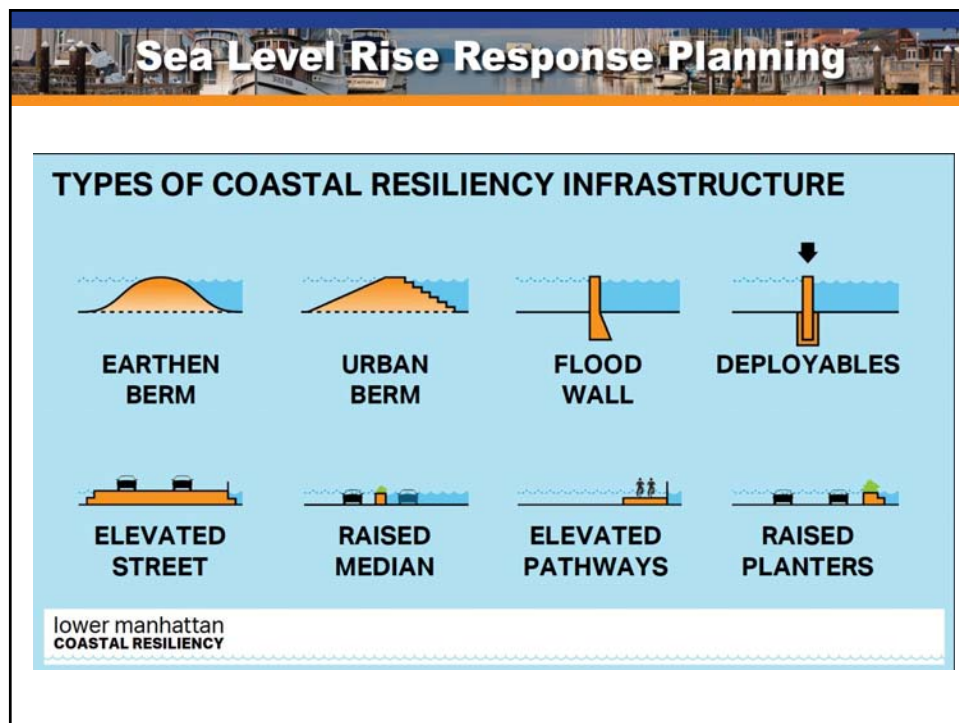 Sea Level Rise Response Planning
TYPES OF COASTAL RESILIENCY INFRASTRUCTURE
EARTHEN
BERM
URBAN
BERM
FLOOD
WALL
DEPLOYABLES
ELEVATED
STREET
RAISED
MEDIAN
ELEVATED
PATHWAYS
RAISED
PLANTERS
lower manhattan
COASTAL RESILIENCY